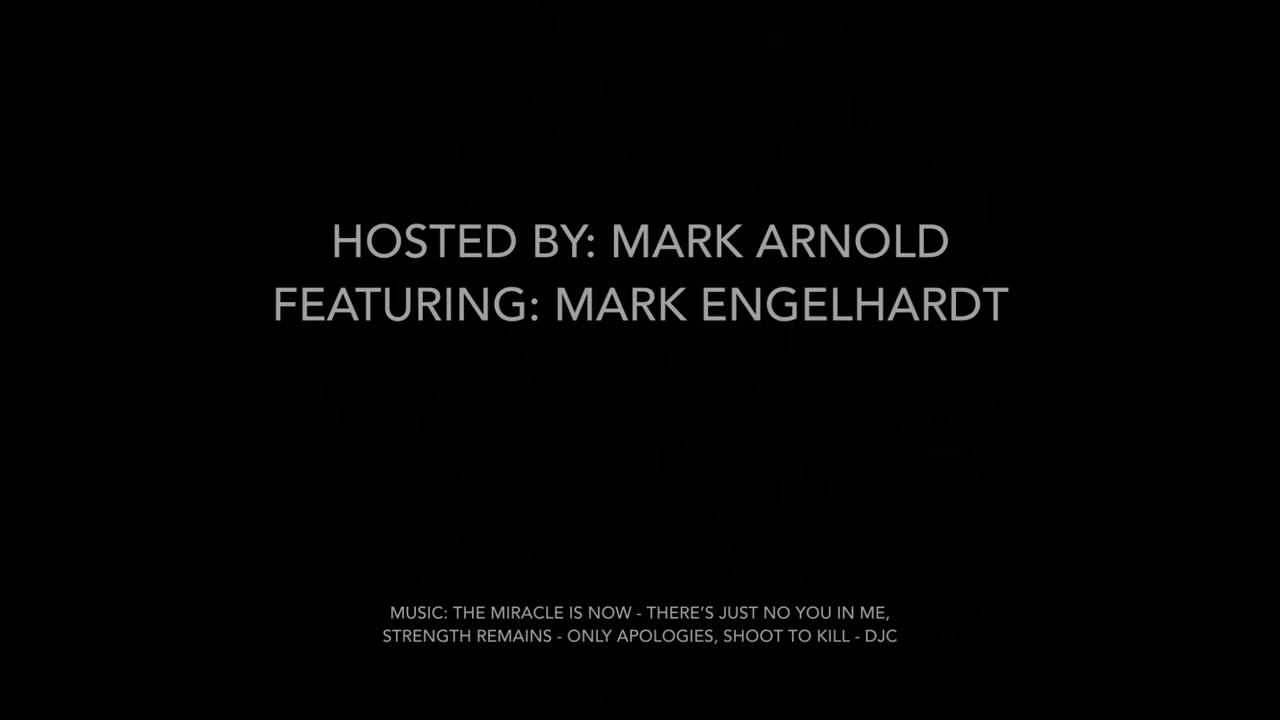 HOSTED BY: MARK ARNOLD
FEATURING: MARK ENGELHARDT
MUSIC: THE MIRACLE IS NOW - THERE’S JUST NO YOU IN ME,
STRENGTH REMAINS - ONLY APOLOGIES, SHOOT TO KILL - DJC